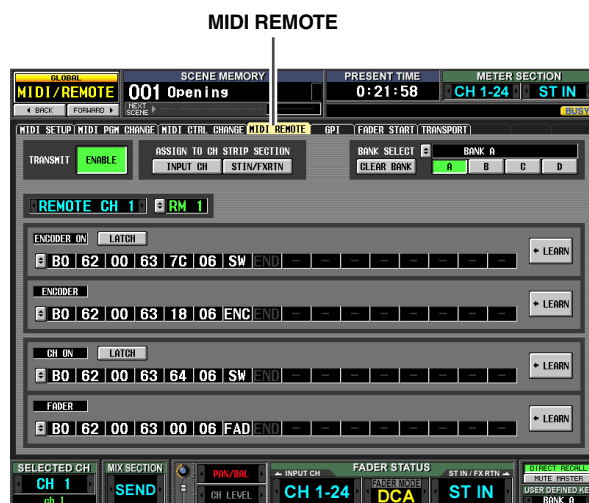 MIDI REMOTE
GLOBAL SCENE MEMORY PRESENT TIME METER SECTION
MIDI/REMOTE 001 Opening 0:21:58 CH 1-24 ST IN
BACK FORWARD NEXT SCENE BUSY
MIDI SETUP MIDI PGM CHANGE MIDI CTRL CHANGE MIDI REMOTE GPI FADER START TRANSPORT
TRANSMIT ENABLE ASSIGN TO CH STRIP SECTION BANK SELECT BANK A
INPUT CH STIN/FXRTN CLEAR BANK A B C D
REMOTE CH 1 RM 1
ENCODER ON LATCH
B0 62 00 63 7C 06 SW END - - - - - - - -
← LEARN
ENCODER
B0 62 00 63 18 06 ENC END - - - - - - - -
← LEARN
CH ON LATCH
B0 62 00 63 64 06 SW END - - - - - - - -
← LEARN
FADER
B0 62 00 63 00 06 FAD END - - - - - - - -
← LEARN
SELECTED CH MIX SECTION PAN/BAL INPUT CH FADER STATUS ST IN / FX RTN DIRECT RECALL
CH 1 SEND CH LEVEL CH 1-24 FADER MODE DCA ST IN MUTE MASTER
ch 1 USER DEFINED KE
BANK A